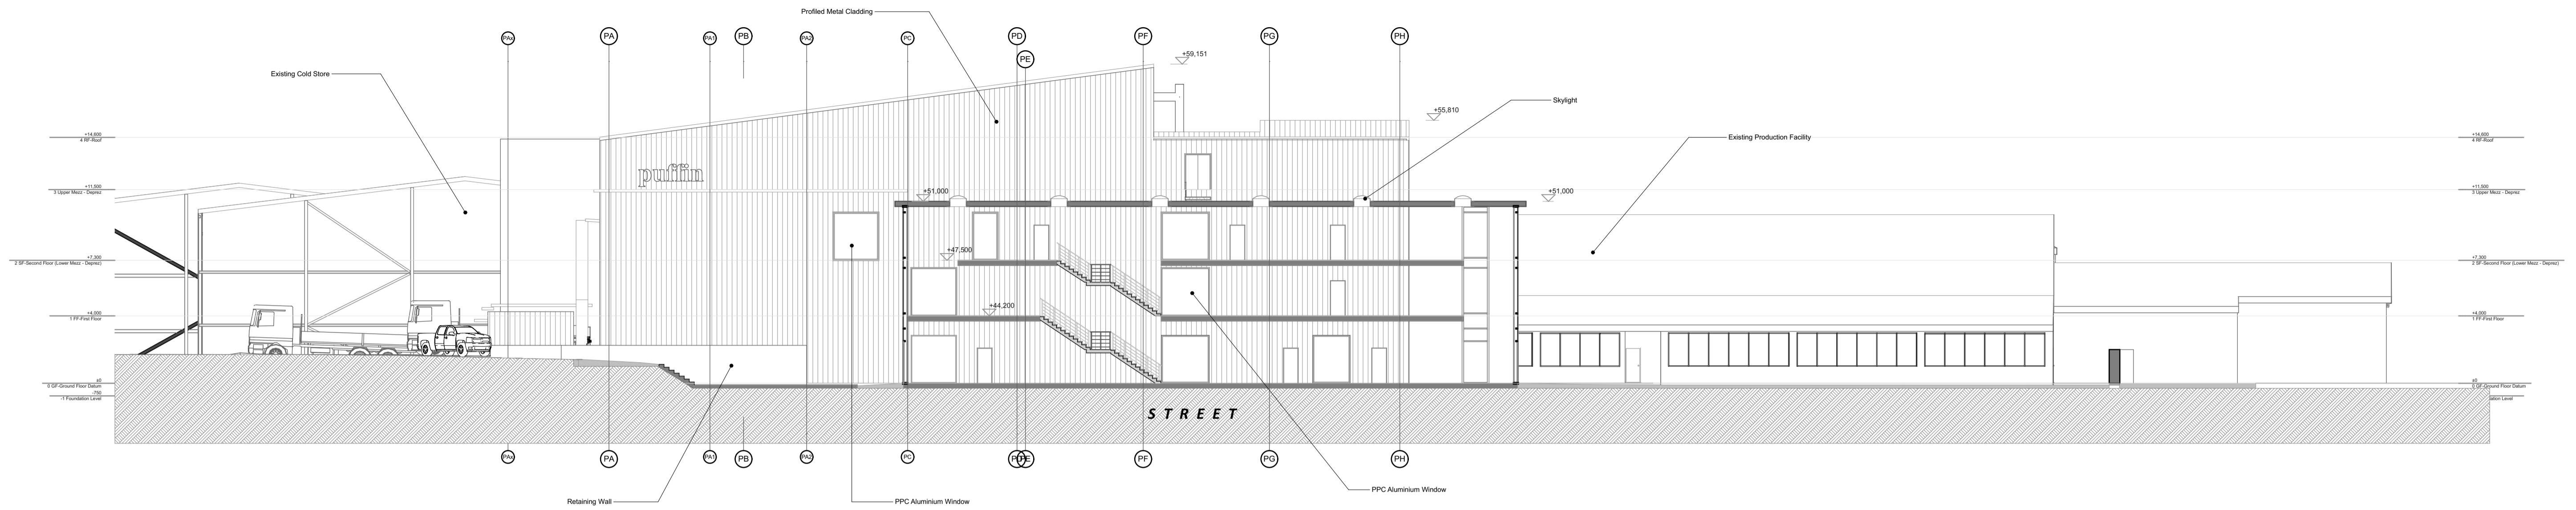 Profiled Metal Cladding
PAx
PA
PA1
PB
PA2
PC
PD
PE
PF
PG
PH
+59,151
Existing Cold Store
Skylight
+55,810
+14,600
4 RF-Roof
Existing Production Facility
+14,600
4 RF-Roof
puffin
+11,500
3 Upper Mezz - Deprez
+51,000
+51,000
+11,500
3 Upper Mezz - Deprez
+47,500
+7,300
2 SF-Second Floor (Lower Mezz - Deprez)
+7,300
2 SF-Second Floor (Lower Mezz - Deprez)
+44,200
+4,000
1 FF-First Floor
+4,000
1 FF-First Floor
±0
0 GF-Ground Floor Datum
-750
-1 Foundation Level
±0
0 GF-Ground Floor Datum
Level
STREET
PAx
PA
PA1
PB
PA2
PC
PD
PE
PF
PG
PH
Retaining Wall
PPC Aluminium Window
PPC Aluminium Window